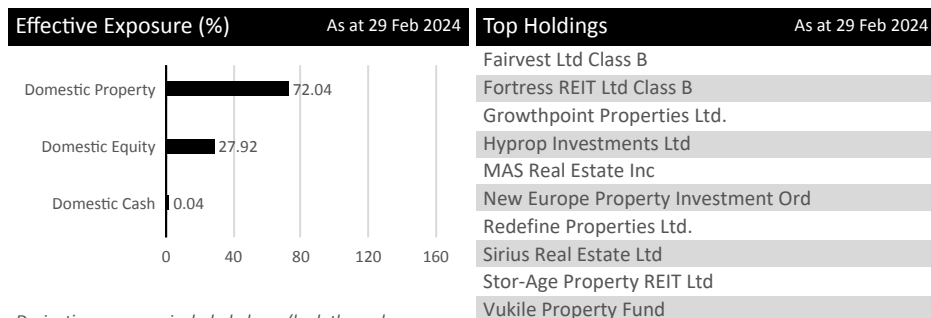 Effective Exposure (%) As at 29 Feb 2024
Domestic Property 72.04
Domestic Equity 27.92
Domestic Cash 0.04
0 40 80 120 160
Top Holdings As at 29 Feb 2024
Fairvest Ltd Class B
Fortress REIT Ltd Class B
Growthpoint Properties Ltd.
Hyprop Investments Ltd
MAS Real Estate Inc
New Europe Property Investment Ord
Redefine Properties Ltd.
Sirius Real Estate Ltd
Stor-Age Property REIT Ltd
Vukile Property Fund